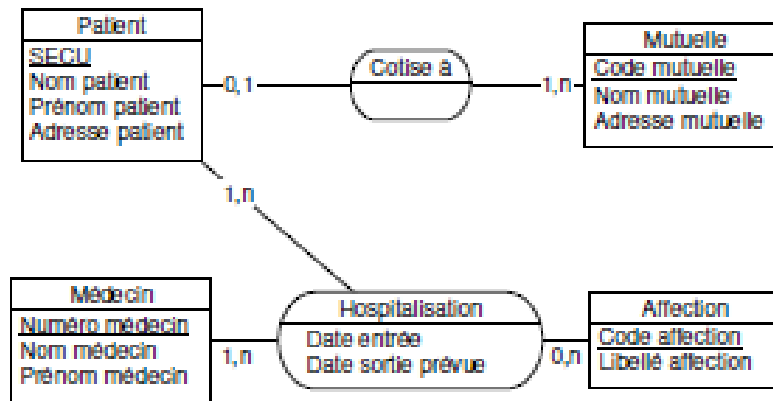 Patient
SECU
Nom patient
Prénom patient
Adresse patient
0,1
Cotise à
1,n
Mutuelle
Code mutuelle
Nom mutuelle
Adresse mutuelle
1,n
Médecin
Numéro médecin
Nom médecin
Prénom médecin
1,n
Hospitalisation
Date entrée
Date sortie prévue
0,n
Affection
Code affection
Libellé affection